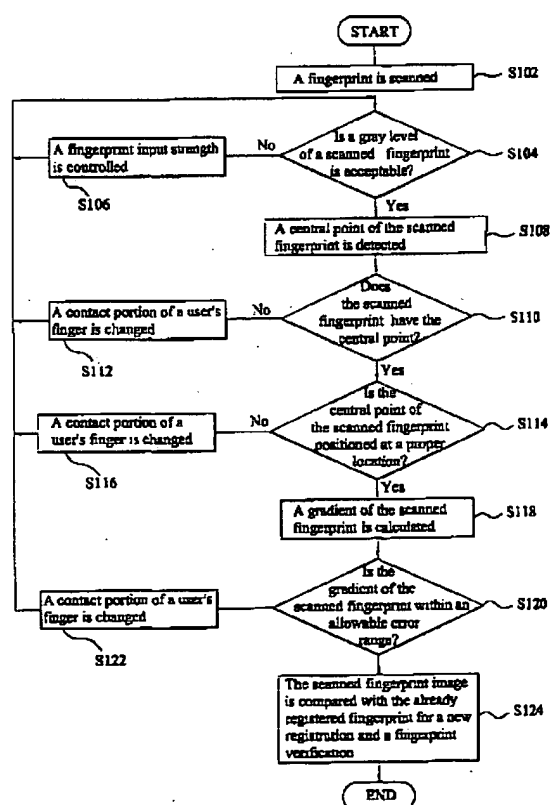 START
A fingerprint is scanned
S102
Is a gray level
of a scanned fingerprint
is acceptable?
S104
No
A fingerprint input strength
is controlled
S106
Yes
A central point of the scanned
fingerprint is detected
S108
Does
the scanned
fingerprint have the
central point?
S110
No
A contact portion of a user's
finger is changed
S112
Yes
Is the
central point of
the scanned fingerprint
positioned at a proper
location?
S114
No
A contact portion of a
user's finger is changed
S116
Yes
A gradient of the scanned
fingerprint is calculated
S118
Is the
gradient of the
scanned fingerprint within an
allowable error
range?
S120
A contact portion of a user's
finger is changed
S122
The scanned fingerprint image
is compared with the already
registered fingerprint for a new
registration and a fingerprint
verification
S124
END